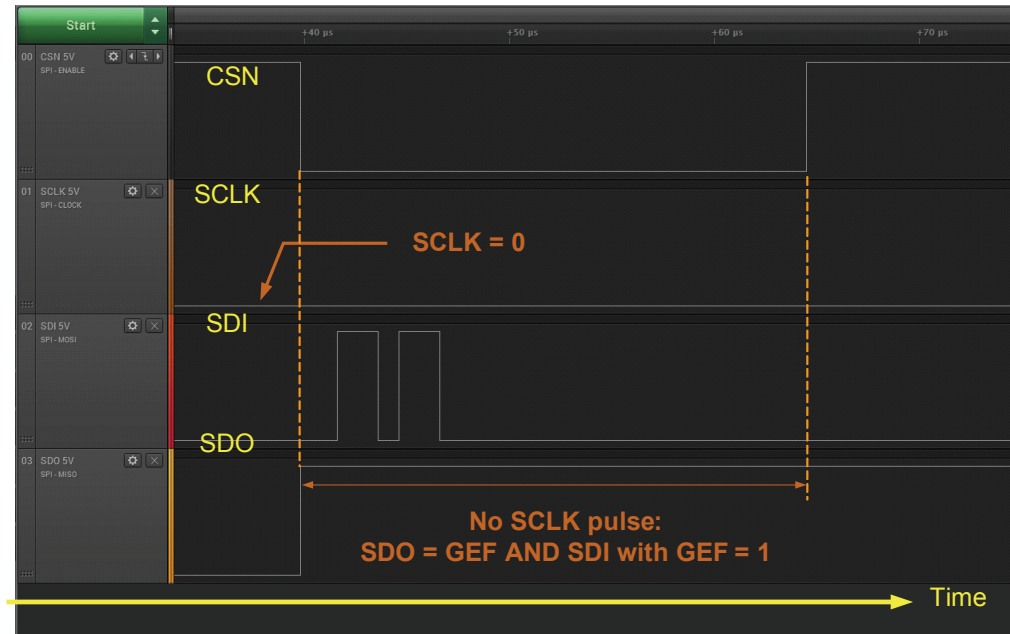 Start
+40 µs
+50 µs
+60 µs
+70 µs
00 CSN 5V
SPI - ENABLE
CSN
01 SCLK 5V
SPI - CLOCK
SCLK
SCLK = 0
02 SDI 5V
SPI - MOSI
SDI
03 SDO 5V
SPI - MISO
SDO
No SCLK pulse:
SDO = GEF AND SDI with GEF = 1
Time